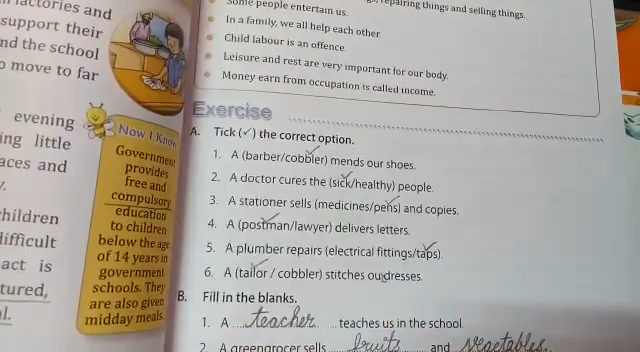 factories and
support their
nd the school
o move to far
evening
ing little
aces and
y.
children
difficult
act is
tured,
l.
Now I Know
Government
provides
free and
compulsory
education
to children
below the age
of 14 years in
government
schools. They
are also given
midday meals.
repairing things and selling things.
Some people entertain us.
In a family, we all help each other.
Child labour is an offence.
Leisure and rest are very important for our body.
Money earn from occupation is called income.
Exercise
A. Tick (✓) the correct option.
1. A (barber/cobbler) mends our shoes.
2. A doctor cures the (sick/healthy) people.
3. A stationer sells (medicines/pens) and copies.
4. A (postman/lawyer) delivers letters.
5. A plumber repairs (electrical fittings/taps).
6. A (tailor / cobbler) stitches our dresses.
B. Fill in the blanks.
1. A teacher teaches us in the school.
2. A greengrocer sells fruits and vegetables.